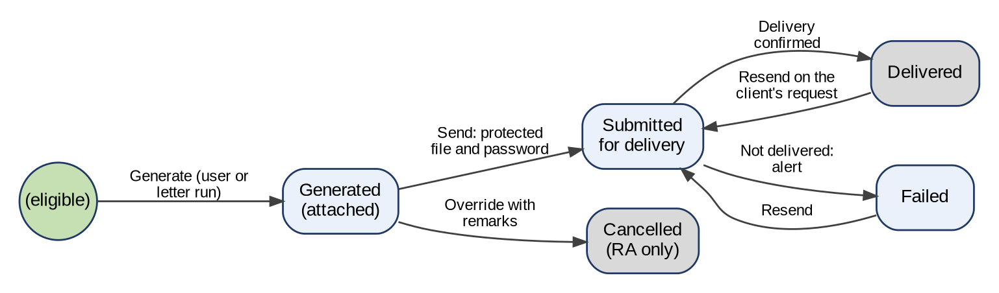 Delivery
confirmed
Delivered
Resend on the
client's request
Submitted
for delivery
Send: protected
file and password
Not delivered:
alert
Generate (user or
letter run)
(eligible)
Generated
(attached)
Failed
Override with
remarks
Resend
Cancelled
(RA only)